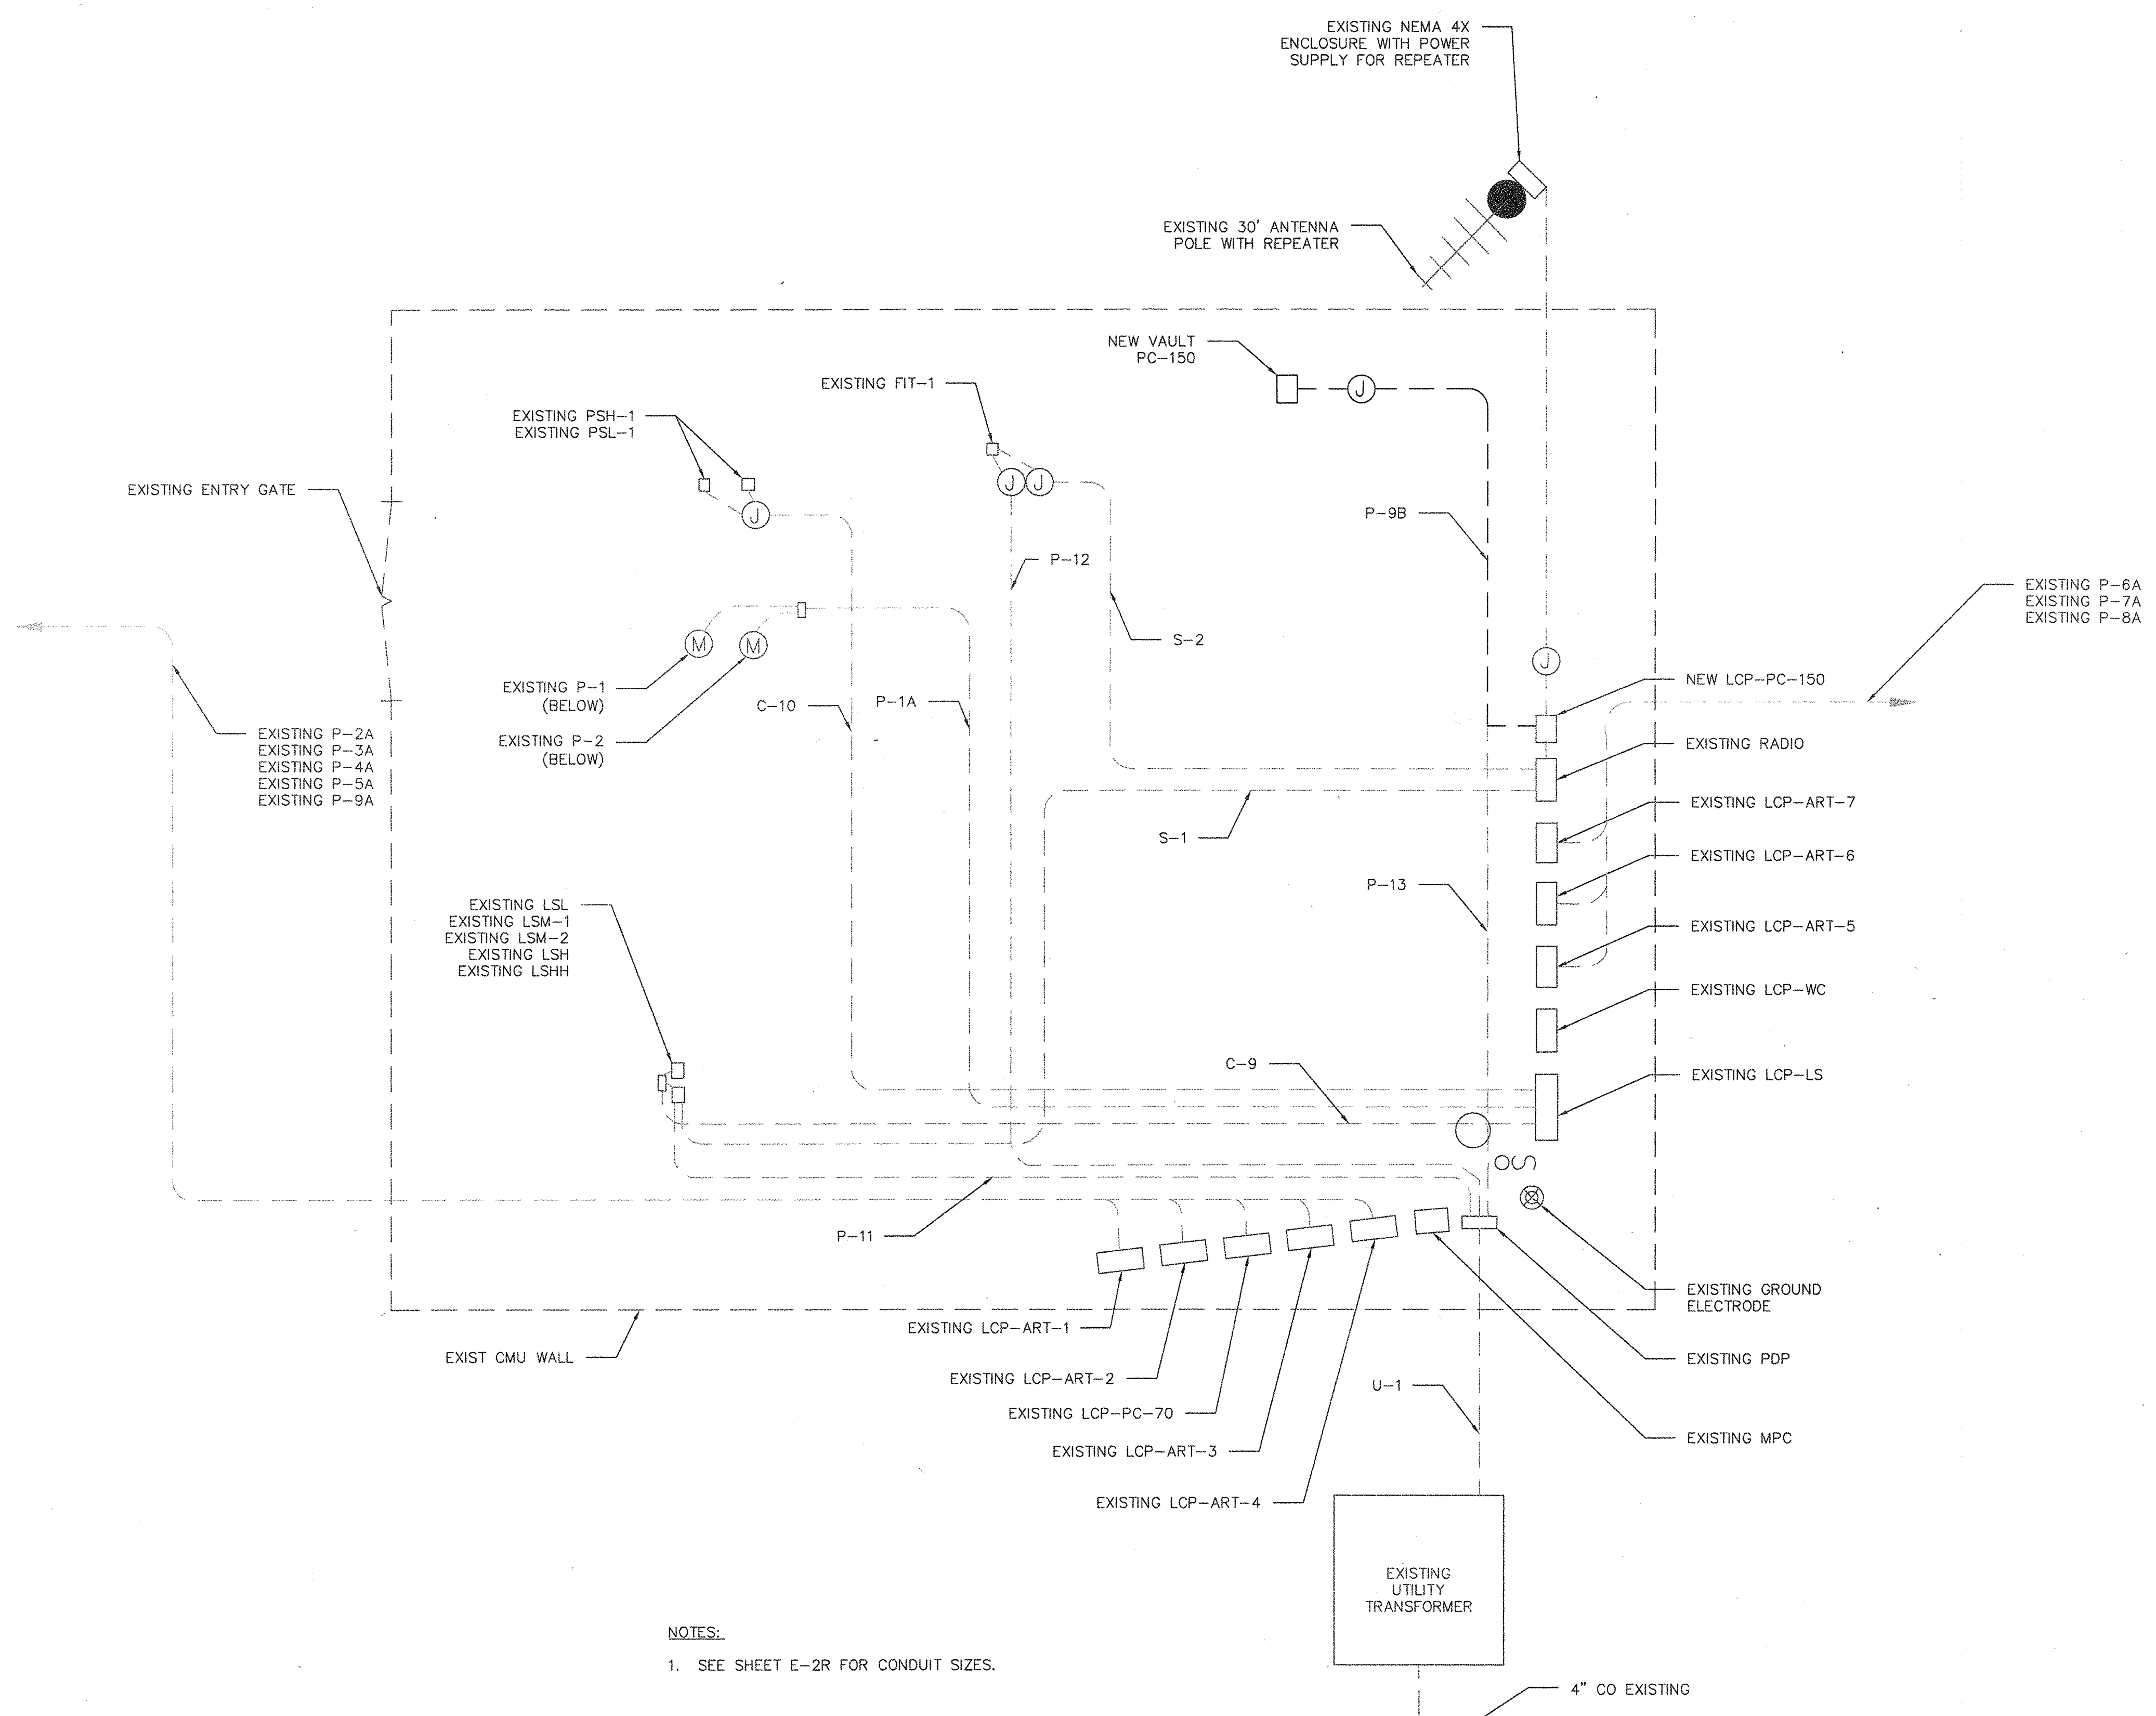 EXISTING NEMA 4X
ENCLOSURE WITH POWER
SUPPLY FOR REPEATER
EXISTING 30' ANTENNA
POLE WITH REPEATER
NEW VAULT
PC-150
J
EXISTING FIT-1
EXISTING PSH-1
EXISTING PSL-1
J
J
J
EXISTING ENTRY GATE
P-9B
P-12
EXISTING P-6A
EXISTING P-7A
EXISTING P-8A
S-2
M
M
J
EXISTING P-1
(BELOW)
C-10
P-1A
NEW LCP-PC-150
EXISTING P-2
(BELOW)
EXISTING P-2A
EXISTING P-3A
EXISTING P-4A
EXISTING P-5A
EXISTING P-9A
EXISTING RADIO
EXISTING LCP-ART-7
S-1
EXISTING LCP-ART-6
P-13
EXISTING LSL
EXISTING LSM-1
EXISTING LSM-2
EXISTING LSH
EXISTING LSHH
EXISTING LCP-ART-5
EXISTING LCP-WC
C-9
EXISTING LCP-LS
P-11
EXISTING GROUND
ELECTRODE
EXISTING LCP-ART-1
EXIST CMU WALL
EXISTING PDP
EXISTING LCP-ART-2
U-1
EXISTING LCP-PC-70
EXISTING MPC
EXISTING LCP-ART-3
EXISTING LCP-ART-4
EXISTING
UTILITY
TRANSFORMER
NOTES:
1. SEE SHEET E-2R FOR CONDUIT SIZES.
4" CO EXISTING